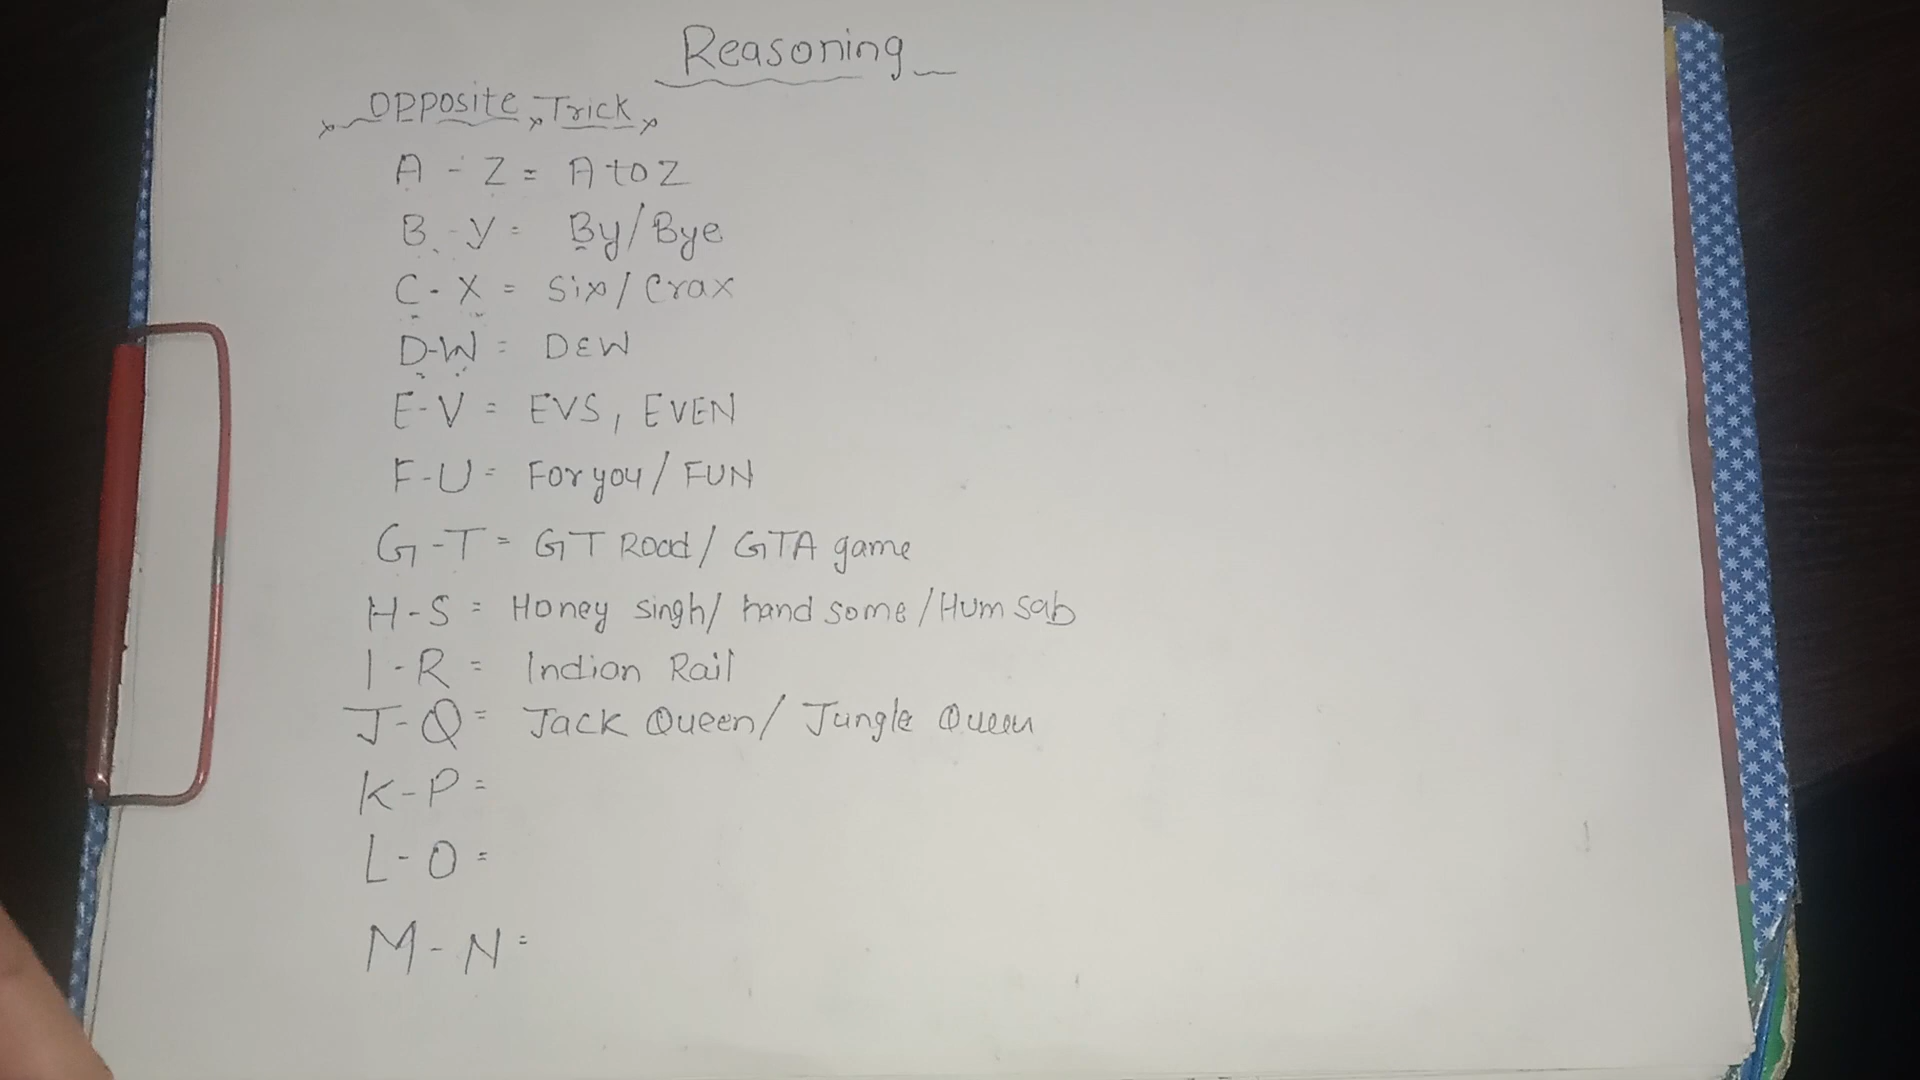 Reasoning
OPPosite Trick
A - Z = A to Z
B - y = By/Bye
C - X = Six/Crax
D-W = DEW
E-V = EVS, EVEN
F-U = For you/FUN
G-T = GT Road/GTA game
H-S = Honey singh/hand some/Hum sab
I-R = Indian Rail
J-Q = Jack Queen/Jungle Queen
K-P =
L-O =
M-N =